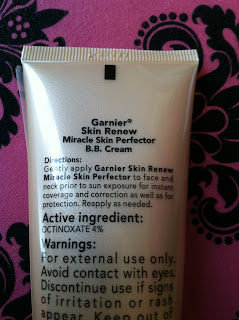 Garnier®
Skin Renew
Miracle Skin Perfector
B.B. Cream
Directions:
Gently apply Garnier Skin Renew
Miracle Skin Perfector to face and
neck prior to sun exposure for instant
coverage and correction as well as for
protection. Reapply as needed.
Active ingredient:
OCTINOXATE 4%
Warnings:
For external use only.
Avoid contact with eyes.
Discontinue use if signs
of irritation or rash
appear. Keep out of